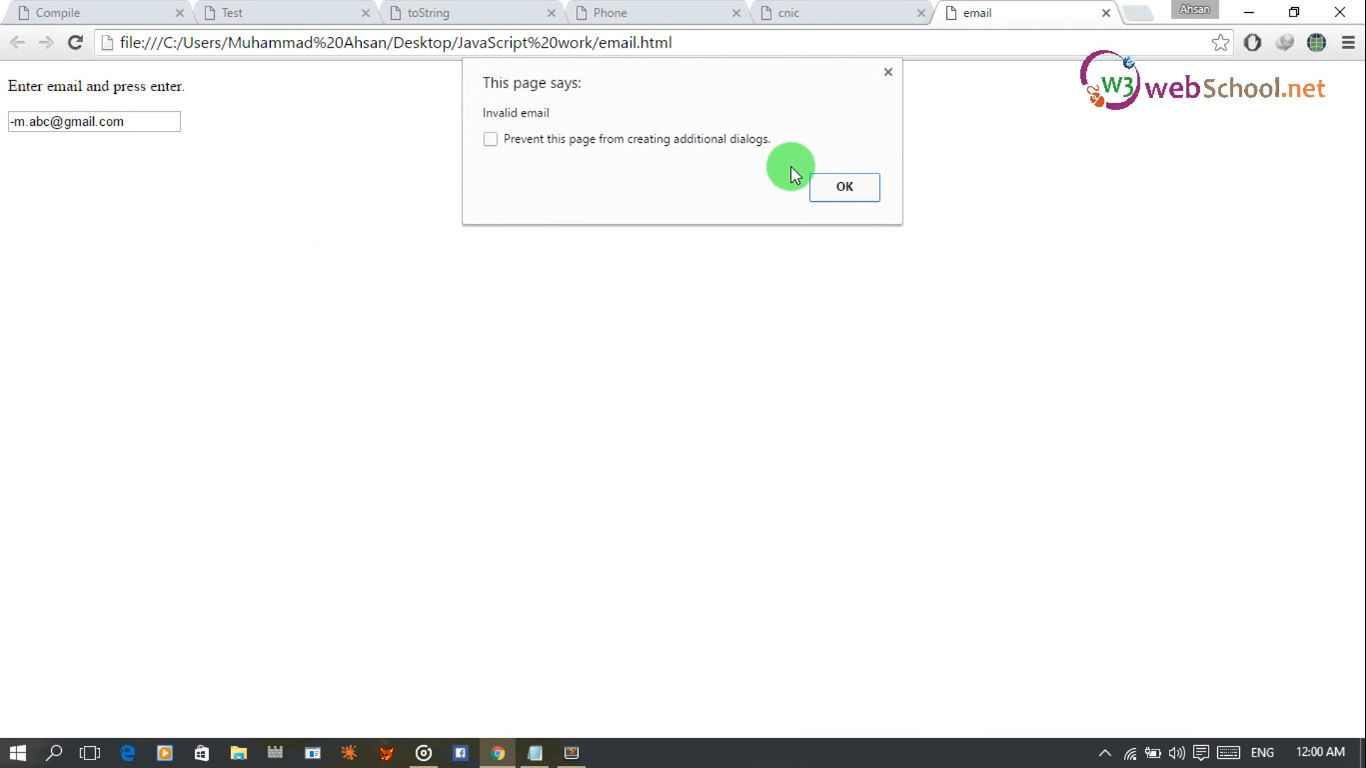 Compile
Test
toString
Phone
cnic
email
Ahsan
file:///C:/Users/Muhammad%20Ahsan/Desktop/JavaScript%20work/email.html
W3 webSchool.net
Enter email and press enter.
-m.abc@gmail.com
This page says:
Invalid email
Prevent this page from creating additional dialogs.
OK
ENG
12:00 AM